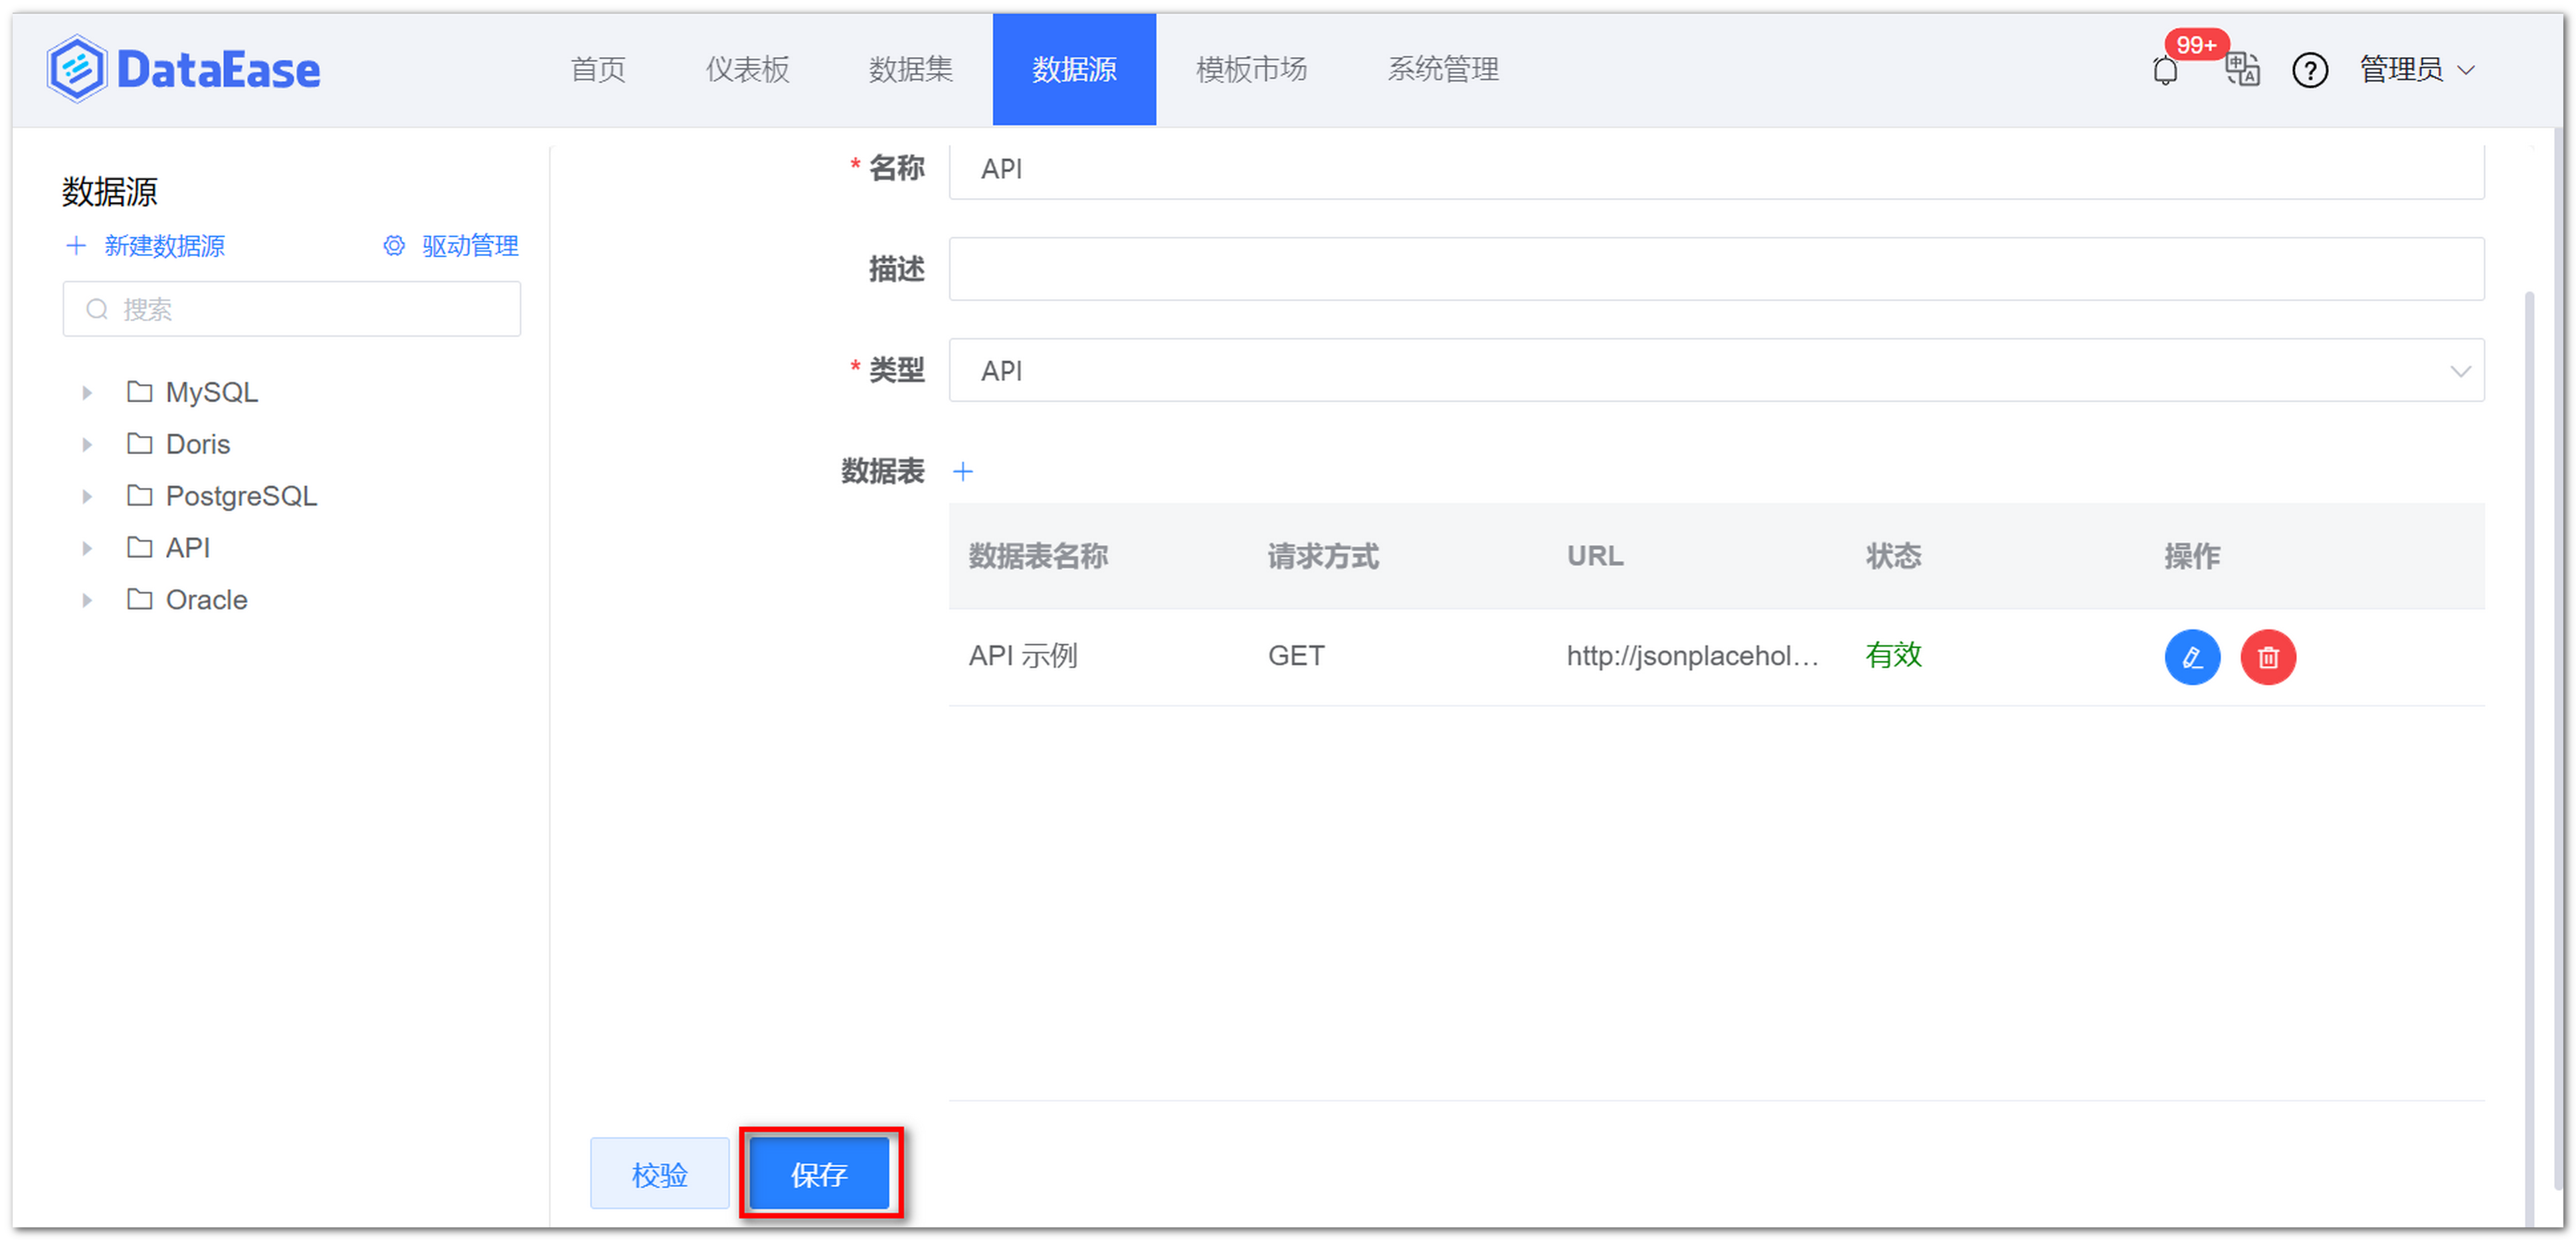 DataEase 首页 仪表板 数据集 数据源 模板市场 系统管理 99+ 中 A ? 管理员
数据源
新建数据源 驱动管理
搜索
MySQL
Doris
PostgreSQL
API
Oracle
* 名称 API
描述
* 类型 API
数据表 +
数据表名称 请求方式 URL 状态 操作
API 示例 GET http://jsonplacehol... 有效
校验 保存